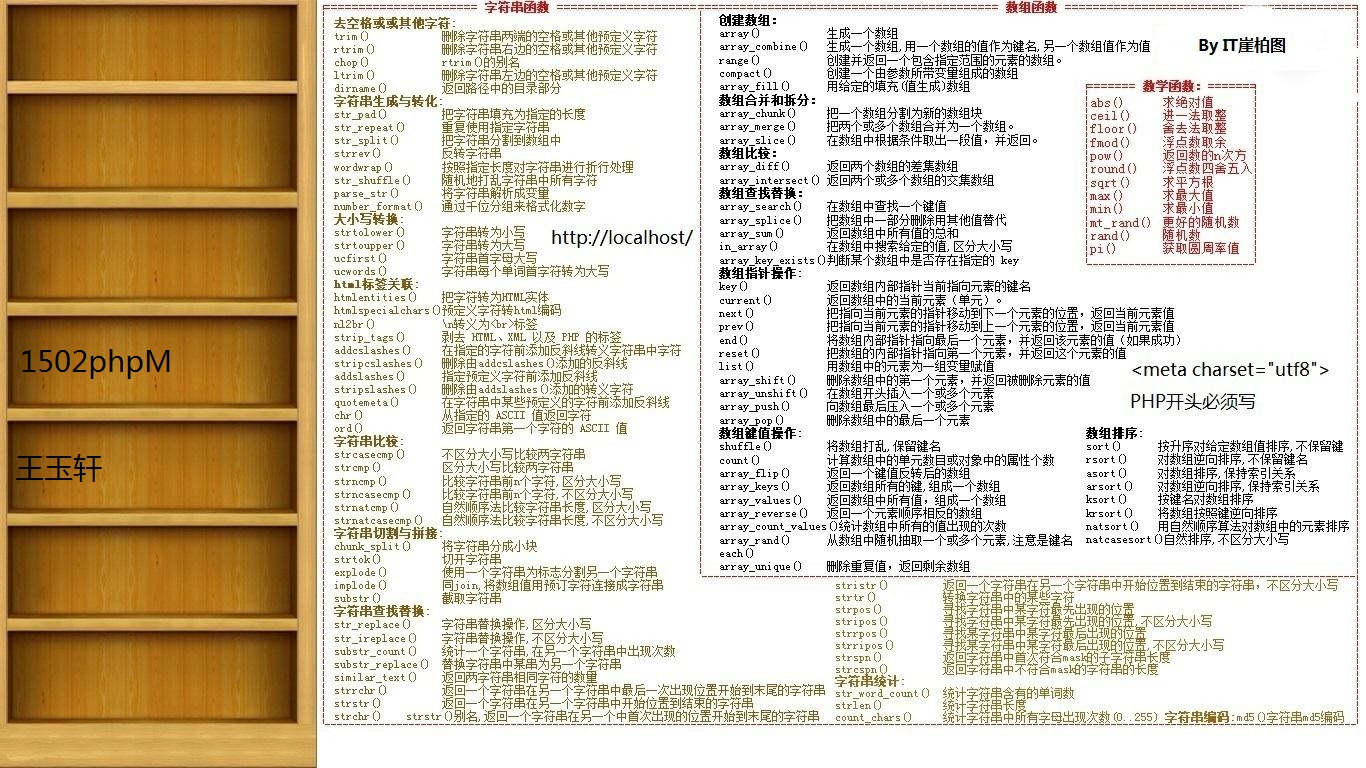 1502phpM
王玉轩
字符串函数
去空格或或其他字符:
trim() 删除字符串两端的空格或其他预定义字符
rtrim() 删除字符串右边的空格或其他预定义字符
chop() rtrim()的别名
ltrim() 删除字符串左边的空格或其他预定义字符
dirname() 返回路径中的目录部分
字符串生成与转化:
str_pad() 把字符串填充为指定的长度
str_repeat() 重复使用指定字符串
str_split() 把字符串分割到数组中
strrev() 反转字符串
wordwrap() 按照指定长度对字符串进行折行处理
str_shuffle() 随机地打乱字符串中所有字符
parse_str() 将字符串解析成变量
number_format() 通过千位分组来格式化数字
大小写转换:
strtolower() 字符串转为小写
strtoupper() 字符串转为大写
ucfirst() 字符串首字母大写
ucwords() 字符串每个单词首字符转为大写
http://localhost/
html标签关联:
htmlentities() 把字符转为HTML实体
htmlspecialchars()预定义字符转html编码
nl2br() \n转义为<br>标签
strip_tags() 剥去 HTML、XML 以及 PHP 的标签
addcslashes() 在指定的字符前添加反斜线转义字符串中字符
stripcslashes() 删除由addcslashes()添加的反斜线
addslashes() 指定预定义字符前添加反斜线
stripslashes() 删除由addslashes()添加的转义字符
quotemeta() 在字符串中某些预定义的字符前添加反斜线
chr() 从指定的 ASCII 值返回字符
ord() 返回字符串第一个字符的 ASCII 值
字符串比较:
strcasecmp() 不区分大小写比较两字符串
strcmp() 区分大小写比较两字符串
strncmp() 比较字符串前n个字符,区分大小写
strncasecmp() 比较字符串前n个字符,不区分大小写
strnatcmp() 自然顺序法比较字符串长度,区分大小写
strnatcasecmp() 自然顺序法比较字符串长度,不区分大小写
字符串切割与拼接:
chunk_split() 将字符串分成小块
strtok() 切开字符串
explode() 使用一个字符串为标志分割另一个字符串
implode() 同join,将数组值用预订字符连接成字符串
substr() 截取字符串
字符串查找替换:
str_replace() 字符串替换操作,区分大小写
str_ireplace() 字符串替换操作,不区分大小写
substr_count() 统计一个字符串,在另一个字符串中出现次数
substr_replace() 替换字符串中某串为另一个字符串
similar_text() 返回两字符串相同字符的数量
strrchr() 返回一个字符串在另一个字符串中最后一次出现位置开始到末尾的字符串
strstr() 返回一个字符串在另一个字符串中开始位置到结束的字符串
strchr() strstr()别名,返回一个字符串在另一个中首次出现的位置开始到末尾的字符串
数组函数
创建数组:
array() 生成一个数组
array_combine() 生成一个数组,用一个数组的值作为键名,另一个数组值作为值
range() 创建并返回一个包含指定范围的元素的数组。
compact() 创建一个由参数所带变量组成的数组
array_fill() 用给定的填充(值生成)数组
数组合并和拆分:
array_chunk() 把一个数组分割为新的数组块
array_merge() 把两个或多个数组合并为一个数组。
array_slice() 在数组中根据条件取出一段值，并返回。
数组比较:
array_diff() 返回两个数组的差集数组
array_intersect() 返回两个或多个数组的交集数组
数组查找替换:
array_search() 在数组中查找一个键值
array_splice() 把数组中一部分删除用其他值替代
array_sum() 返回数组中所有值的总和
in_array() 在数组中搜索给定的值,区分大小写
array_key_exists()判断某个数组中是否存在指定的 key
数组指针操作:
key() 返回数组内部指针当前指向元素的键名
current() 返回数组中的当前元素（单元）。
next() 把指向当前元素的指针移动到下一个元素的位置，返回当前元素值
prev() 把指向当前元素的指针移动到上一个元素的位置，返回当前元素值
end() 将数组内部指针指向最后一个元素，并返回该元素的值（如果成功）
reset() 把数组的内部指针指向第一个元素，并返回这个元素的值
list() 用数组中的元素为一组变量赋值
array_shift() 删除数组中的第一个元素，并返回被删除元素的值
array_unshift() 在数组开头插入一个或多个元素
array_push() 向数组最后压入一个或多个元素
array_pop() 删除数组中的最后一个元素
数组键值操作:
shuffle() 将数组打乱,保留键名
count() 计算数组中的单元数目或对象中的属性个数
array_flip() 返回一个键值反转后的数组
array_keys() 返回数组所有的键,组成一个数组
array_values() 返回数组中所有值，组成一个数组
array_reverse() 返回一个元素顺序相反的数组
array_count_values()统计数组中所有的值出现的次数
array_rand() 从数组中随机抽取一个或多个元素,注意是键名
each()
array_unique() 删除重复值，返回剩余数组
By IT崖柏图
数学函数:
abs() 求绝对值
ceil() 进一法取整
floor() 舍去法取整
fmod() 浮点数取余
pow() 返回数的n次方
round() 浮点数四舍五入
sqrt() 求平方根
max() 求最大值
min() 求最小值
mt_rand() 更好的随机数
rand() 随机数
pi() 获取圆周率值
<meta charset="utf8">
PHP开头必须写
数组排序:
sort() 按升序对给定数组值排序,不保留键
rsort() 对数组逆向排序,不保留键名
asort() 对数组排序,保持索引关系
arsort() 对数组逆向排序,保持索引关系
ksort() 按键名对数组排序
krsort() 将数组按照键逆向排序
natsort() 用自然顺序算法对数组中的元素排序
natcasesort()自然排序,不区分大小写
stristr() 返回一个字符串在另一个字符串中开始位置到结束的字符串，不区分大小写
strtr() 转换字符串中的某些字符
strpos() 寻找字符串中某字符最先出现的位置
stripos() 寻找字符串中某字符最先出现的位置,不区分大小写
strrpos() 寻找某字符串中某字符最后出现的位置
strripos() 寻找某字符串中某字符最后出现的位置,不区分大小写
strspn() 返回字符串中首次符合mask的子字符串长度
strcspn() 返回字符串中不符合mask的字符串的长度
字符串统计:
str_word_count() 统计字符串含有的单词数
strlen() 统计字符串长度
count_chars() 统计字符串中所有字母出现次数(0..255) 字符串编码:md5()字符串md5编码